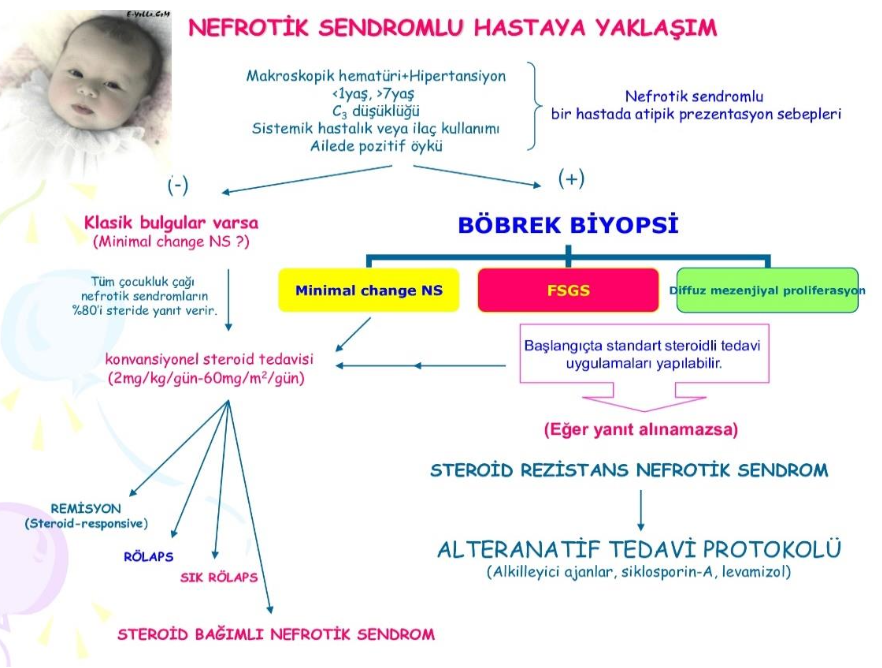 E-Yolla.CoM
NEFROTİK SENDROMLU HASTAYA YAKLAŞIM
Makroskopik hematüri+Hipertansiyon
<1yaş, >7yaş
C₃ düşüklüğü
Sistemik hastalık veya ilaç kullanımı
Ailede pozitif öykü
Nefrotik sendromlu
bir hastada atipik prezentasyon sebepleri
(-)
(+)
Klasik bulgular varsa
(Minimal change NS ?)
BÖBREK BİYOPSİ
Tüm çocukluk çağı
nefrotik sendromların
%80'i steride yanıt verir.
Minimal change NS
FSGS
Diffuz mezenjiyal proliferasyon
konvansiyonel steroid tedavisi
(2mg/kg/gün-60mg/m²/gün)
Başlangıçta standart steroidli tedavi
uygulamaları yapılabilir.
(Eğer yanıt alınamazsa)
STEROİD REZİSTANS NEFROTİK SENDROM
REMİSYON
(Steroid-responsive)
RÖLAPS
SIK RÖLAPS
ALTERANATİF TEDAVİ PROTOKOLÜ
(Alkilleyici ajanlar, siklosporin-A, levamizol)
STEROİD BAĞIMLI NEFROTİK SENDROM